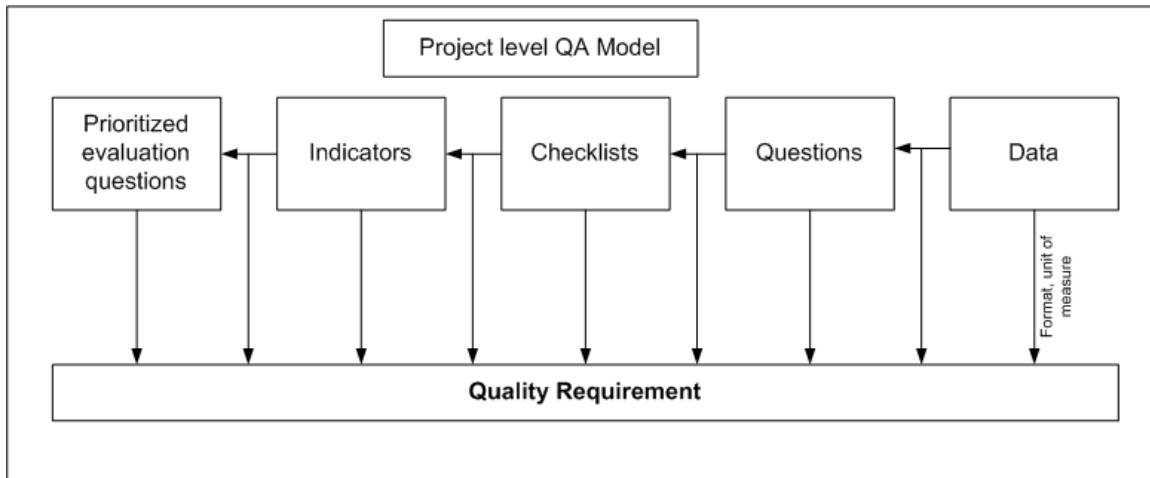 Project level QA Model
Prioritized
evaluation
questions
Indicators
Checklists
Questions
Data
Format, unit of
measure
Quality Requirement